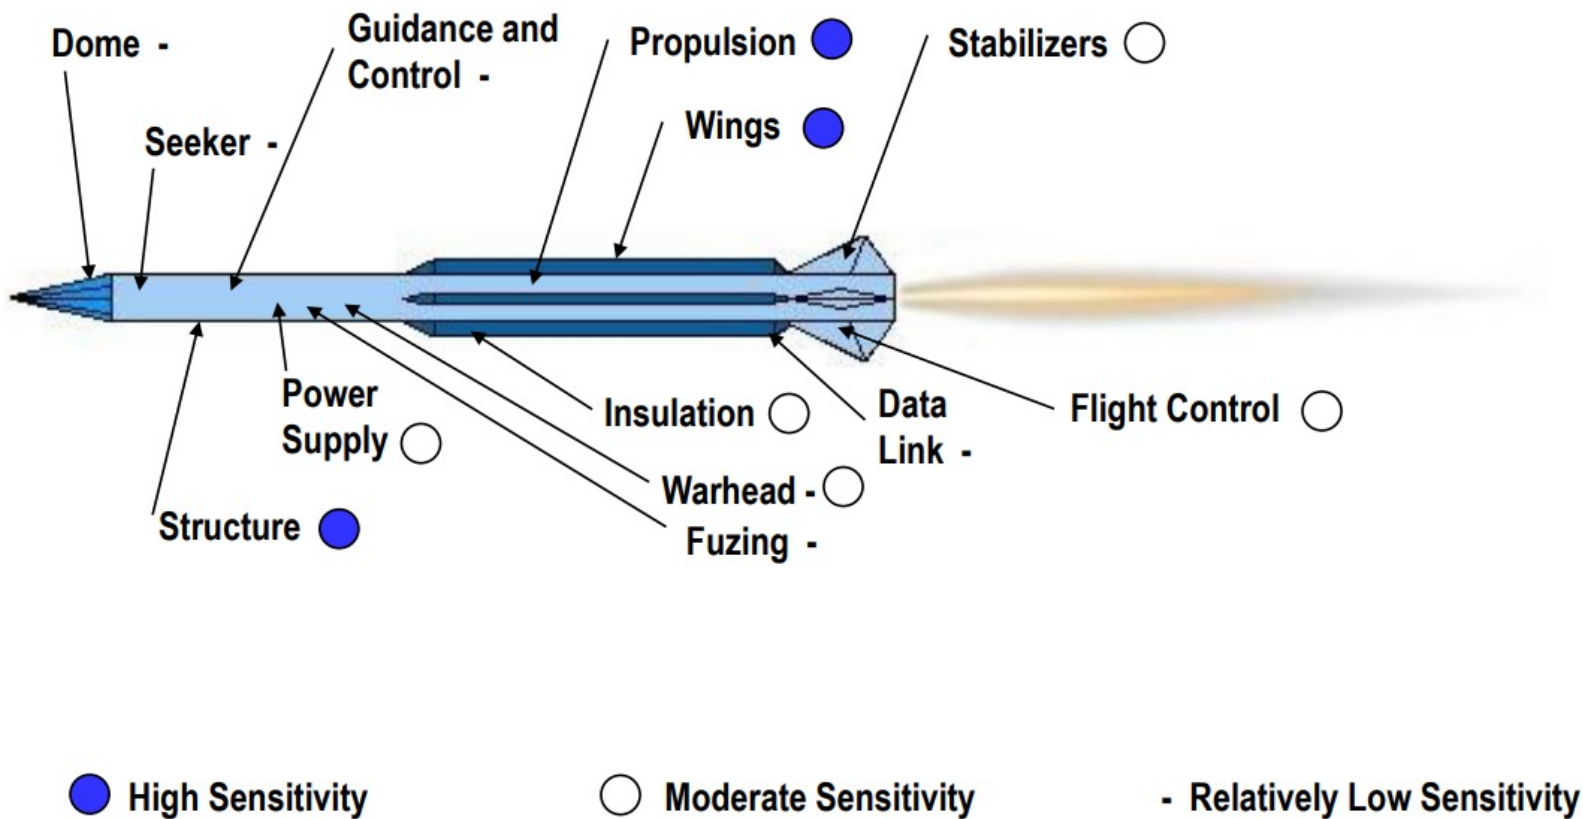 Dome -
Guidance and
Control -
Propulsion
Stabilizers
Wings
Seeker -
Power
Supply
Insulation
Data
Link -
Flight Control
Warhead -
Structure
Fuzing -
High Sensitivity
Moderate Sensitivity
- Relatively Low Sensitivity